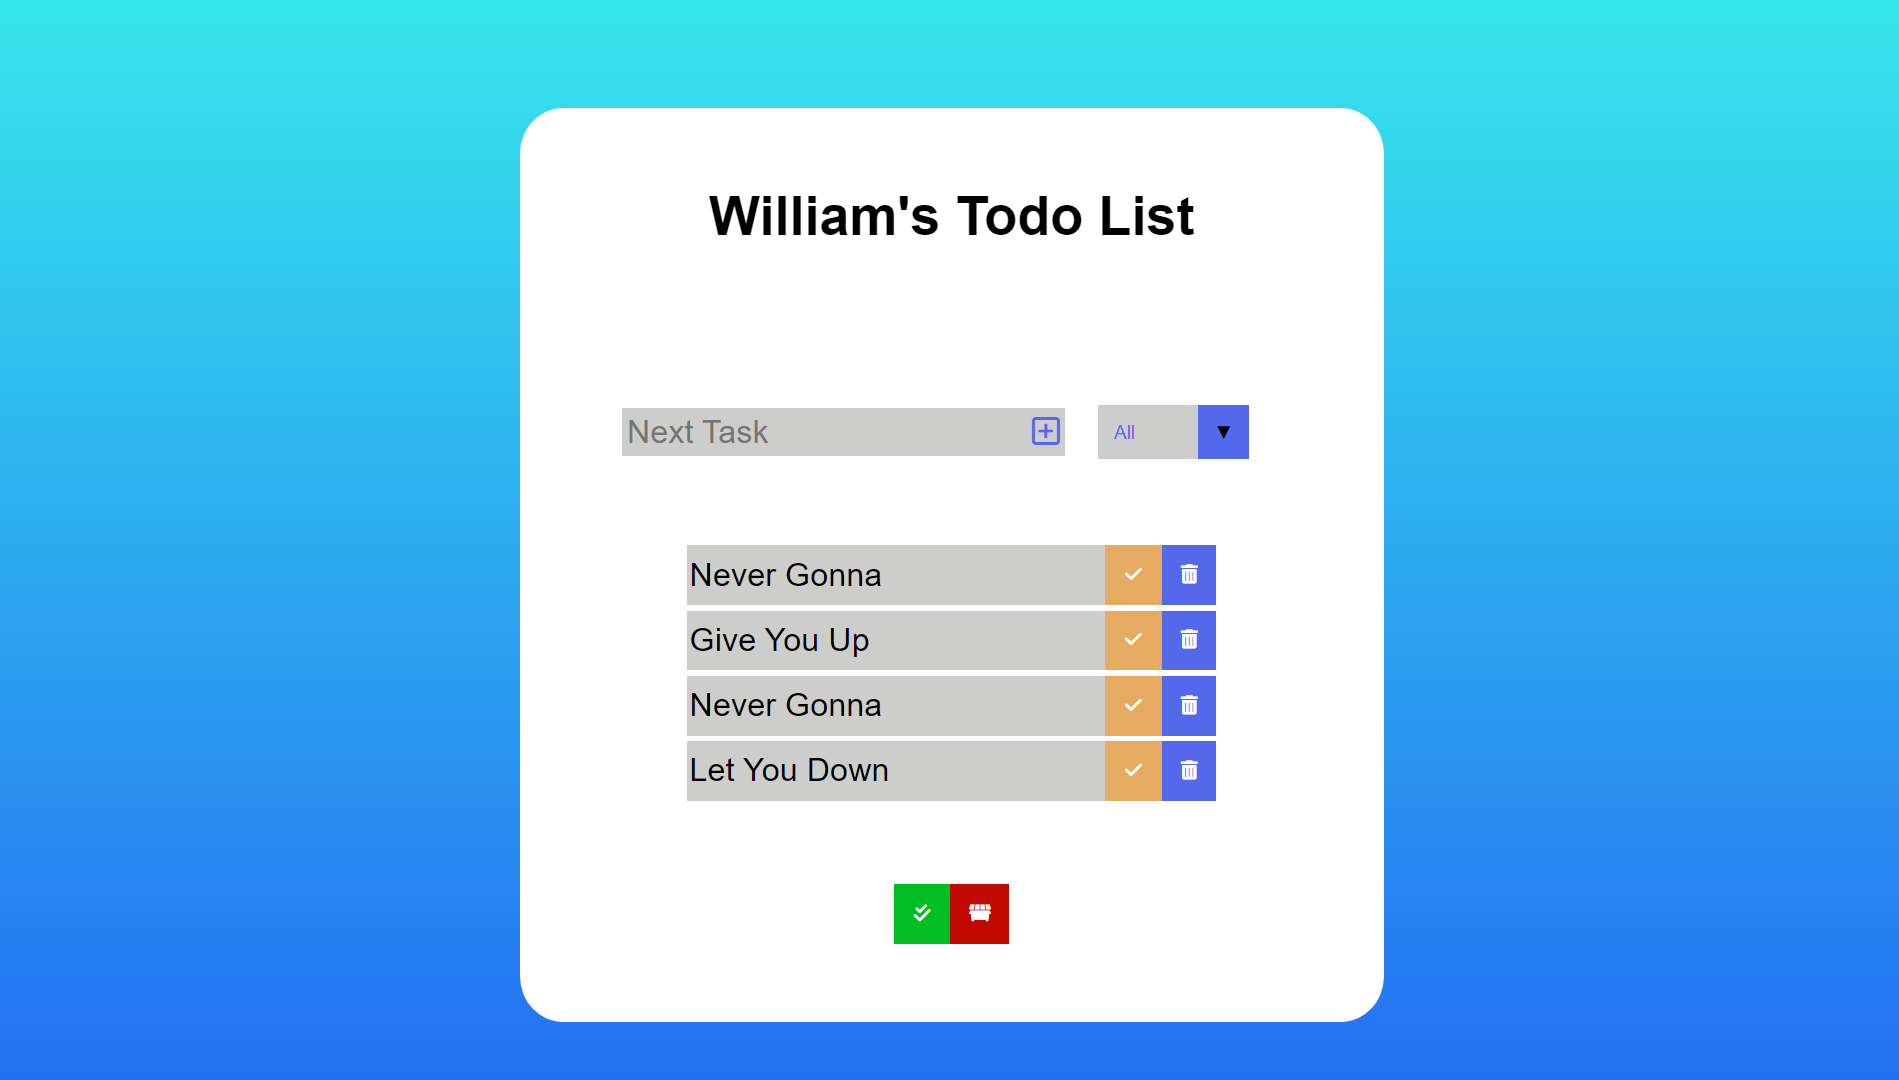 William's Todo List
Next Task
All
Never Gonna
Give You Up
Never Gonna
Let You Down